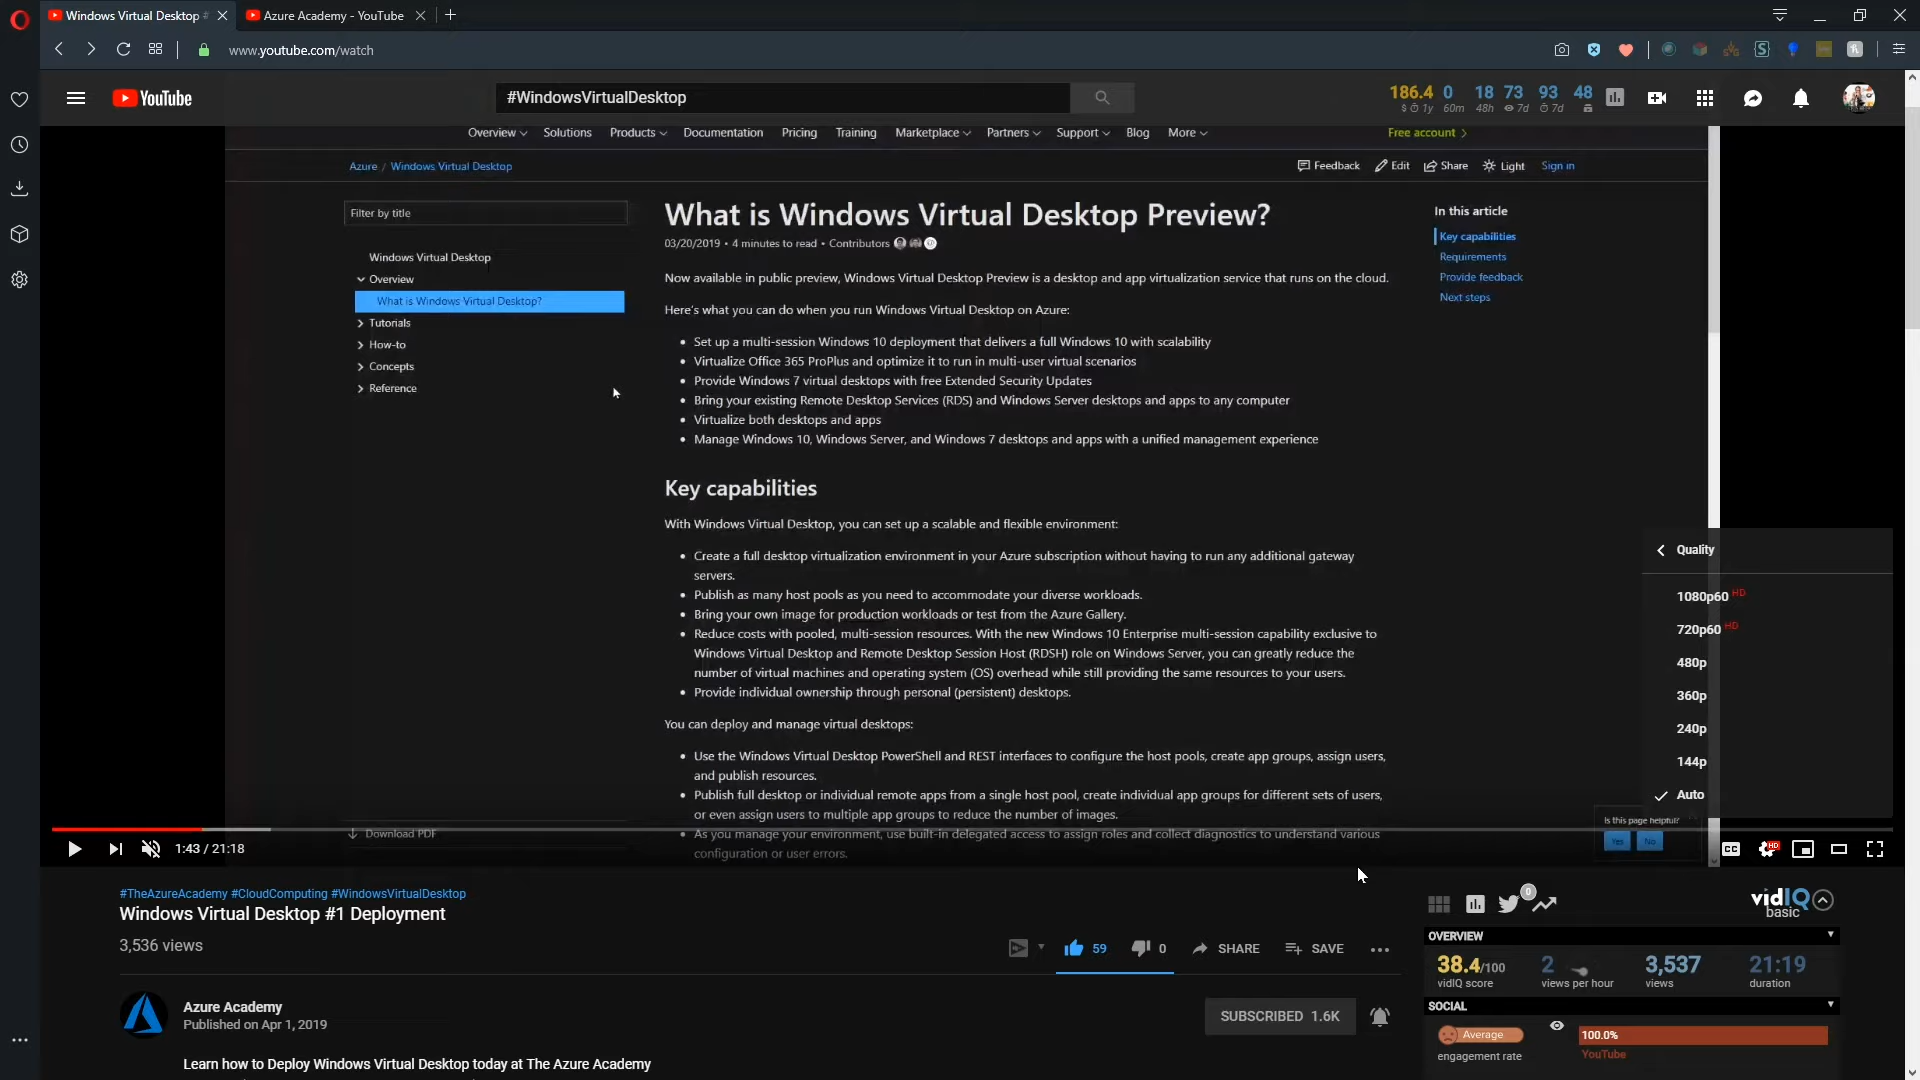 Windows Virtual Desktop
Azure Academy - YouTube
www.youtube.com/watch
YouTube
#WindowsVirtualDesktop
186.4 0 18 73 93 48
1y 60m 48h 7d 7d
Overview Solutions Products Documentation Pricing Training Marketplace Partners Support Blog More
Free account >
Azure / Windows Virtual Desktop
Feedback Edit Share Light Sign in
Filter by title
Windows Virtual Desktop
Overview
What is Windows Virtual Desktop?
Tutorials
How-to
Concepts
Reference
Download PDF
What is Windows Virtual Desktop Preview?
03/20/2019 • 4 minutes to read • Contributors
Now available in public preview, Windows Virtual Desktop Preview is a desktop and app virtualization service that runs on the cloud.
Here's what you can do when you run Windows Virtual Desktop on Azure:
• Set up a multi-session Windows 10 deployment that delivers a full Windows 10 with scalability
• Virtualize Office 365 ProPlus and optimize it to run in multi-user virtual scenarios
• Provide Windows 7 virtual desktops with free Extended Security Updates
• Bring your existing Remote Desktop Services (RDS) and Windows Server desktops and apps to any computer
• Virtualize both desktops and apps
• Manage Windows 10, Windows Server, and Windows 7 desktops and apps with a unified management experience
Key capabilities
With Windows Virtual Desktop, you can set up a scalable and flexible environment:
• Create a full desktop virtualization environment in your Azure subscription without having to run any additional gateway
servers.
• Publish as many host pools as you need to accommodate your diverse workloads.
• Bring your own image for production workloads or test from the Azure Gallery.
• Reduce costs with pooled, multi-session resources. With the new Windows 10 Enterprise multi-session capability exclusive to
Windows Virtual Desktop and Remote Desktop Session Host (RDSH) role on Windows Server, you can greatly reduce the
number of virtual machines and operating system (OS) overhead while still providing the same resources to your users.
• Provide individual ownership through personal (persistent) desktops.
You can deploy and manage virtual desktops:
• Use the Windows Virtual Desktop PowerShell and REST interfaces to configure the host pools, create app groups, assign users,
and publish resources.
• Publish full desktop or individual remote apps from a single host pool, create individual app groups for different sets of users,
or even assign users to multiple app groups to reduce the number of images.
• As you manage your environment, use built-in delegated access to assign roles and collect diagnostics to understand various
configuration or user errors.
In this article
Key capabilities
Requirements
Provide feedback
Next steps
Quality
1080p60 HD
720p60 HD
480p
360p
240p
144p
Auto
Is this page helpful?
Yes No
1:43 / 21:18
CC
HD
#TheAzureAcademy #CloudComputing #WindowsVirtualDesktop
Windows Virtual Desktop #1 Deployment
3,536 views
59 0 SHARE SAVE
Azure Academy
Published on Apr 1, 2019
SUBSCRIBED 1.6K
Learn how to Deploy Windows Virtual Desktop today at The Azure Academy
0
vidIQ
basic
OVERVIEW
38.4/100 2 3,537 21:19
vidIQ score views per hour views duration
SOCIAL
Average 100.0%
engagement rate YouTube